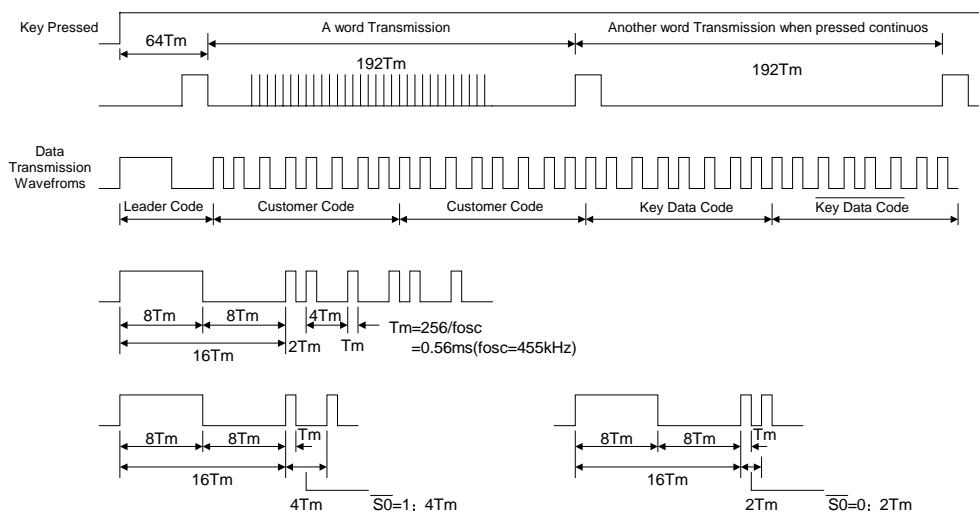 Key Pressed
64Tm
A word Transmission
Another word Transmission when pressed continuos
192Tm
192Tm
Data
Transmission
Wavefroms
Leader Code
Customer Code
Customer Code
Key Data Code
Key Data Code
8Tm
8Tm
4Tm
Tm=256/fosc
16Tm
2Tm
Tm
=0.56ms(fosc=455kHz)
8Tm
8Tm
Tm
16Tm
4Tm
S0=1; 4Tm
8Tm
8Tm
Tm
16Tm
2Tm
S0=0; 2Tm